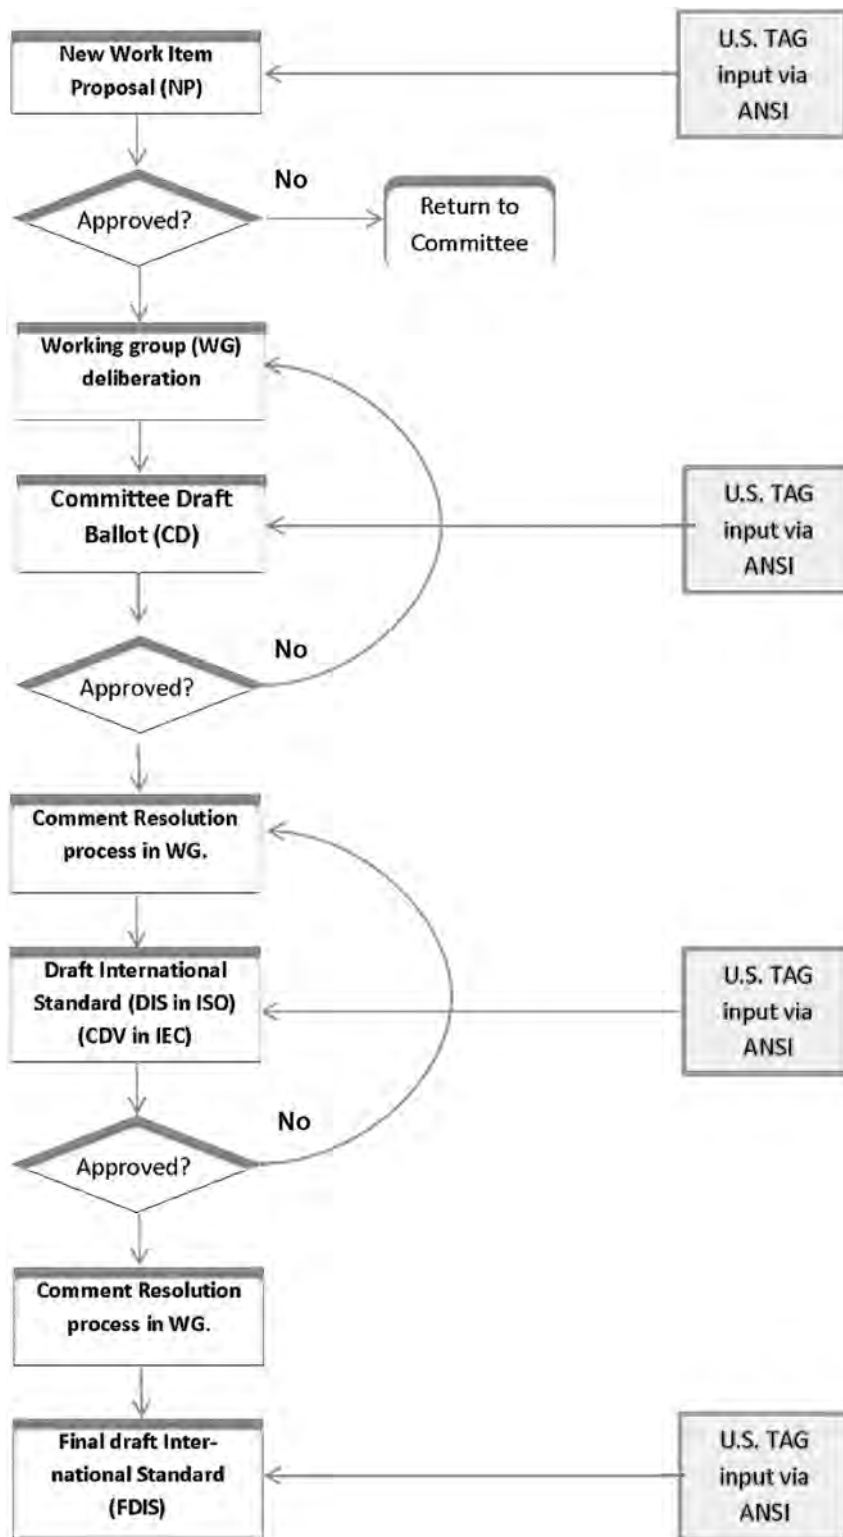 New Work Item
Proposal (NP)
U.S. TAG
input via
ANSI
No
Approved?
Return to
Committee
Working group (WG)
deliberation
Committee Draft
Ballot (CD)
U.S. TAG
input via
ANSI
No
Approved?
Comment Resolution
process in WG.
Draft International
Standard (DIS in ISO)
(CDV in IEC)
U.S. TAG
input via
ANSI
No
Approved?
Comment Resolution
process in WG.
Final draft Inter-
national Standard
(FDIS)
U.S. TAG
input via
ANSI